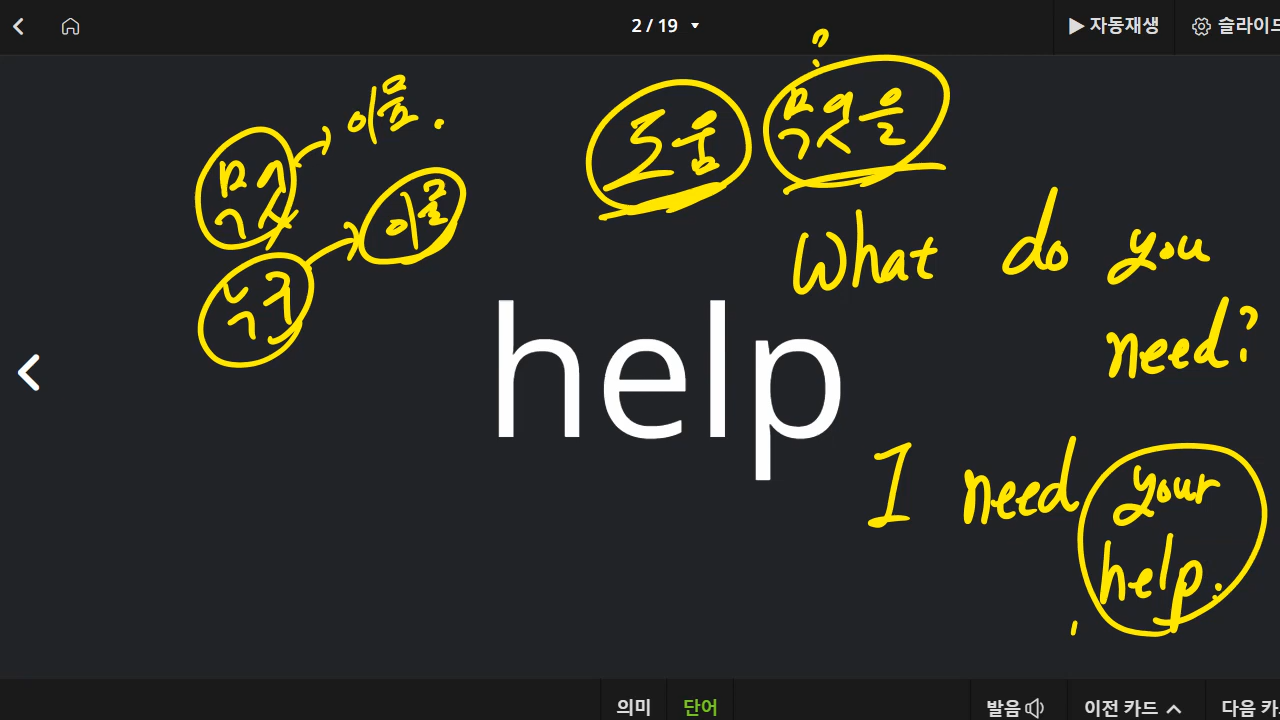 2 / 19
자동재생
슬라이드
이름.
무엇
누구
이름
도움
?
무엇을
What do you
need?
help
I need your
help.
의미
단어
발음
이전 카드
다음 카